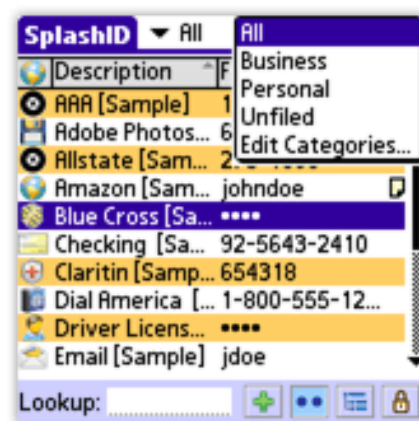 SplashID All All
Business
Description F Personal
AAA [Sample] 1 Unfiled
Adobe Photos... 6 Edit Categories...
Allstate [Sam...
Amazon [Sam... johndoe
Blue Cross [Sa... ••••
Checking [Sa... 92-5643-2410
Claritin [Samp... 654318
Dial America [... 1-800-555-12...
Driver Licens... ••••
Email [Sample] jdoe
Lookup: